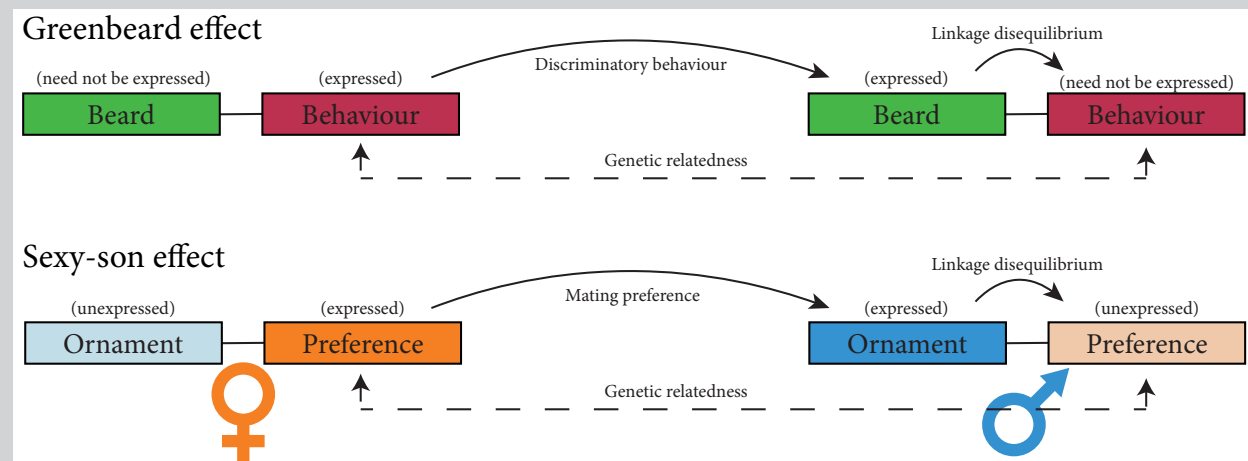 Greenbeard effect
Linkage disequilibrium
(need not be expressed)
(expressed)
Discriminatory behaviour
(expressed)
(need not be expressed)
Beard
Behaviour
Beard
Behaviour
Genetic relatedness
Sexy-son effect
Linkage disequilibrium
(unexpressed)
(expressed)
Mating preference
(expressed)
(unexpressed)
Ornament
Preference
Ornament
Preference
Genetic relatedness